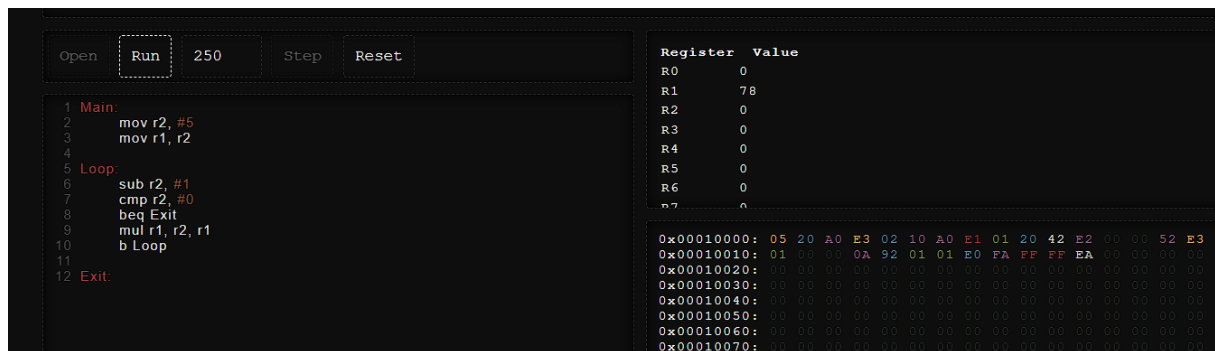 Open Run 250 Step Reset
1 Main:
2 mov r2, #5
3 mov r1, r2
4
5 Loop:
6 sub r2, #1
7 cmp r2, #0
8 beq Exit
9 mul r1, r2, r1
10 b Loop
11
12 Exit:
Register Value
R0 0
R1 78
R2 0
R3 0
R4 0
R5 0
R6 0
R7 0
0x00010000: 05 20 A0 E3 02 10 A0 E1 01 20 42 E2 00 00 52 E3
0x00010010: 01 00 00 0A 92 01 01 E0 FA FF FF EA 00 00 00 00
0x00010020: 00 00 00 00 00 00 00 00 00 00 00 00 00 00 00 00
0x00010030: 00 00 00 00 00 00 00 00 00 00 00 00 00 00 00 00
0x00010040: 00 00 00 00 00 00 00 00 00 00 00 00 00 00 00 00
0x00010050: 00 00 00 00 00 00 00 00 00 00 00 00 00 00 00 00
0x00010060: 00 00 00 00 00 00 00 00 00 00 00 00 00 00 00 00
0x00010070: 00 00 00 00 00 00 00 00 00 00 00 00 00 00 00 00